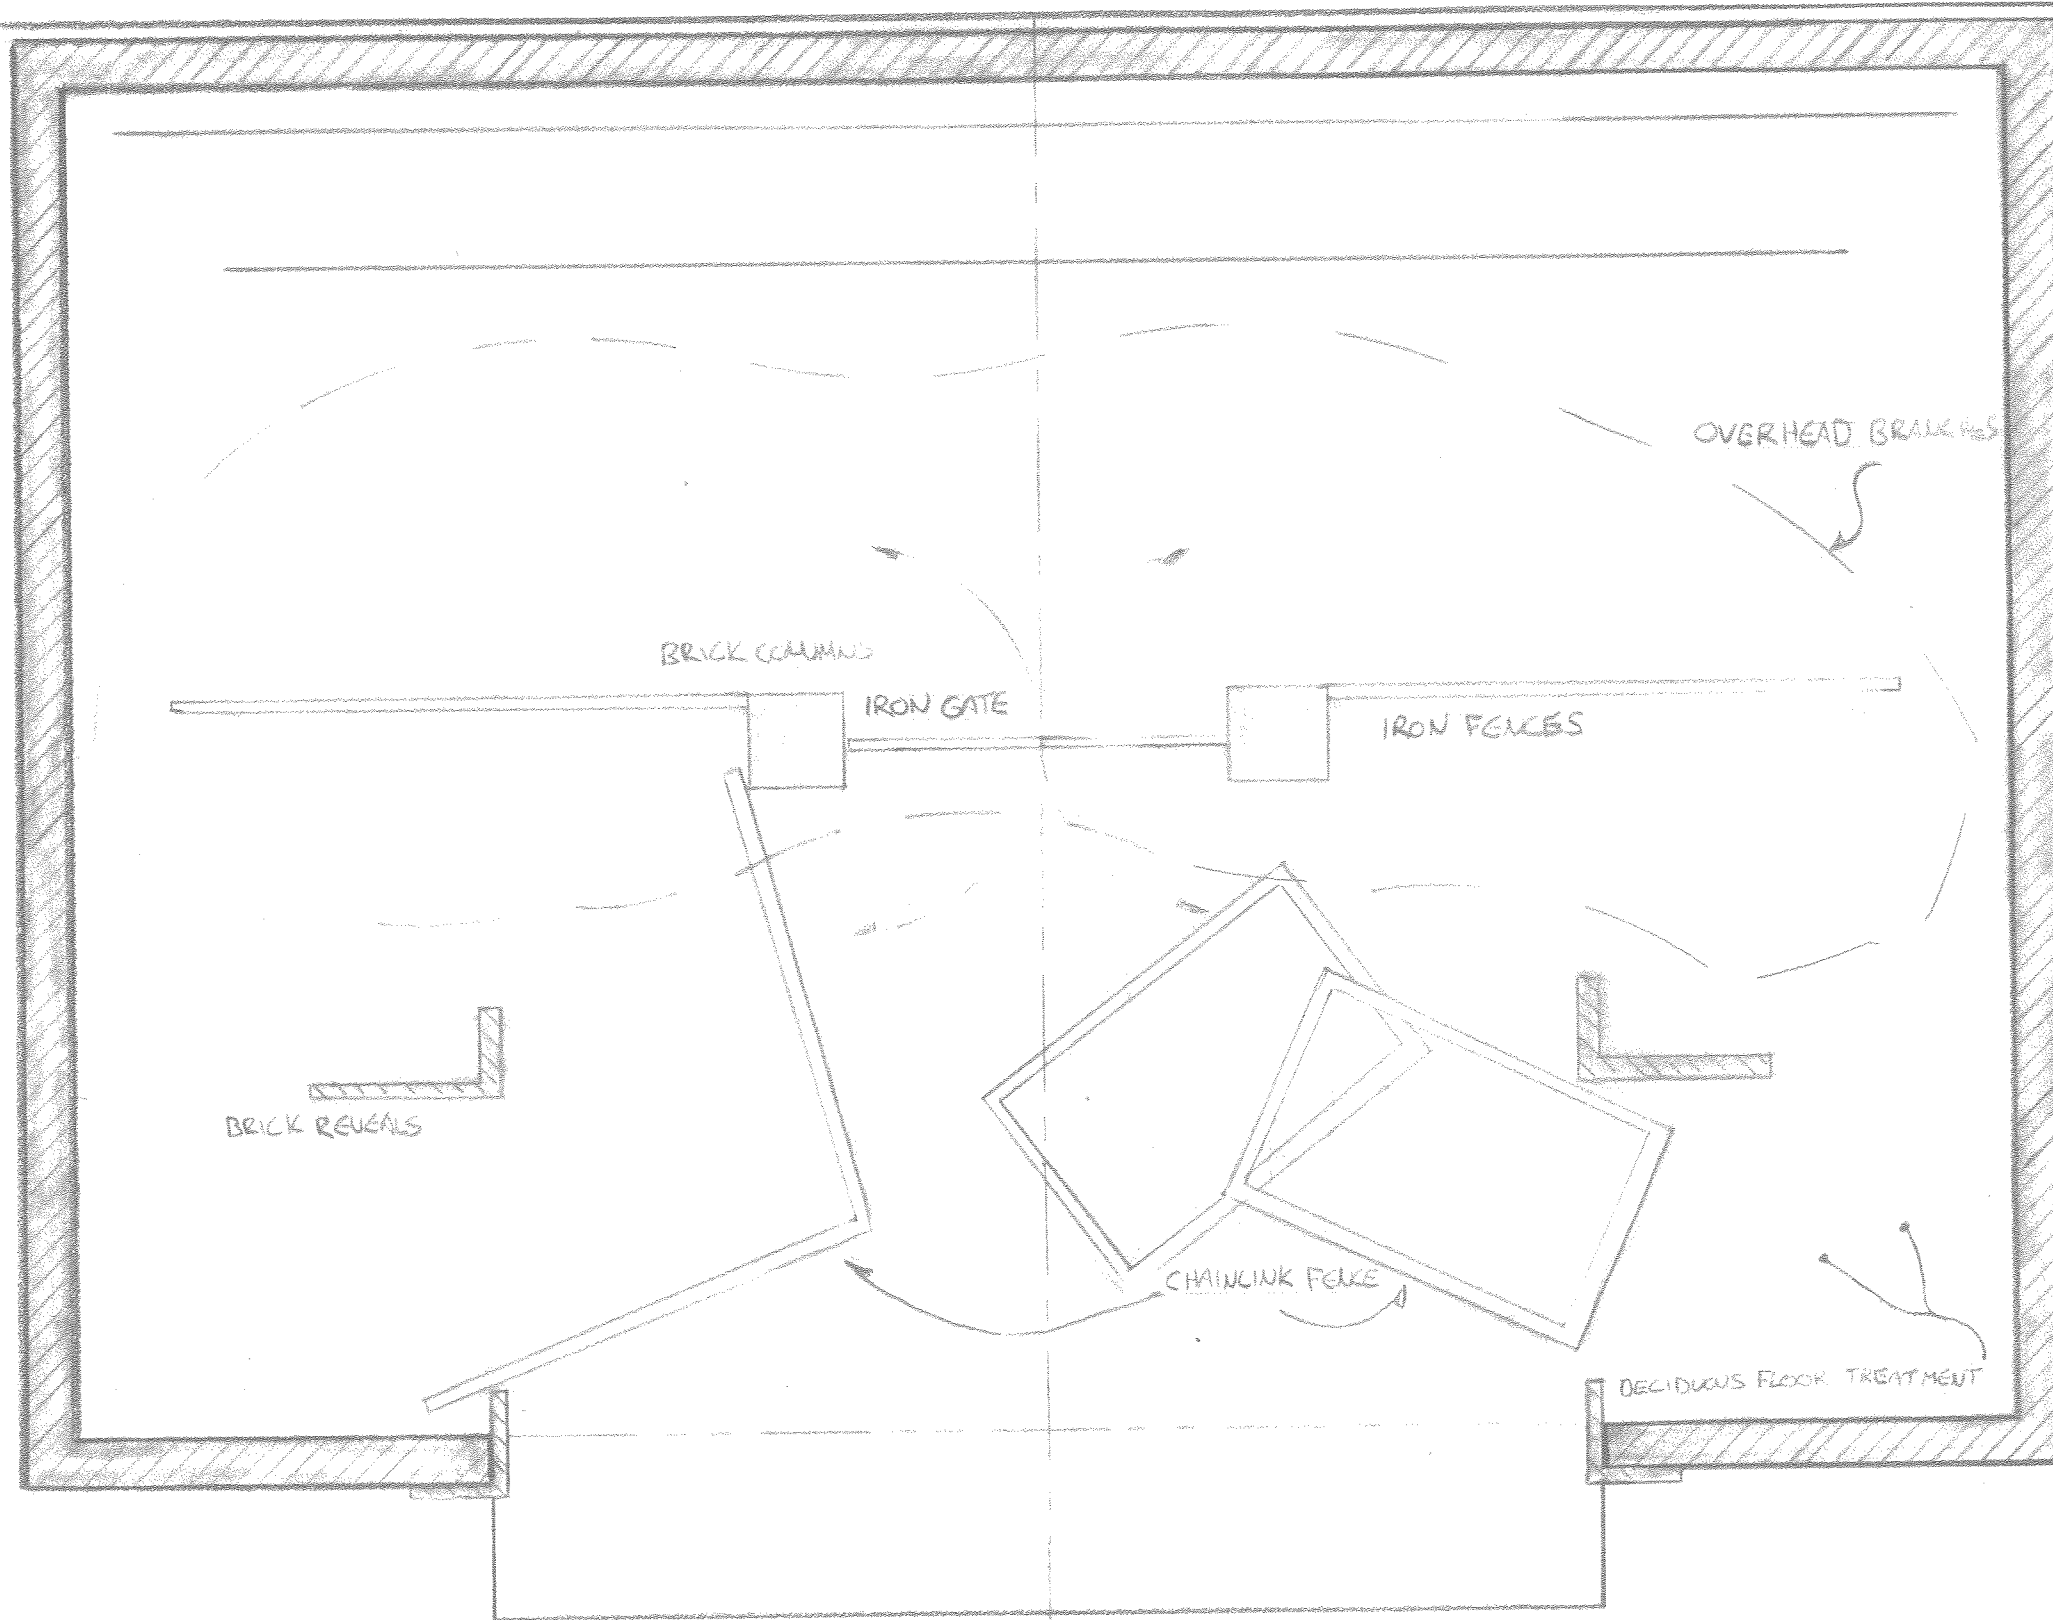 OVERHEAD BRANCHES
BRICK COLUMNS
IRON GATE
IRON FENCES
BRICK REVEALS
CHAINLINK FENCE
DECIDUOUS FLOOR TREATMENT